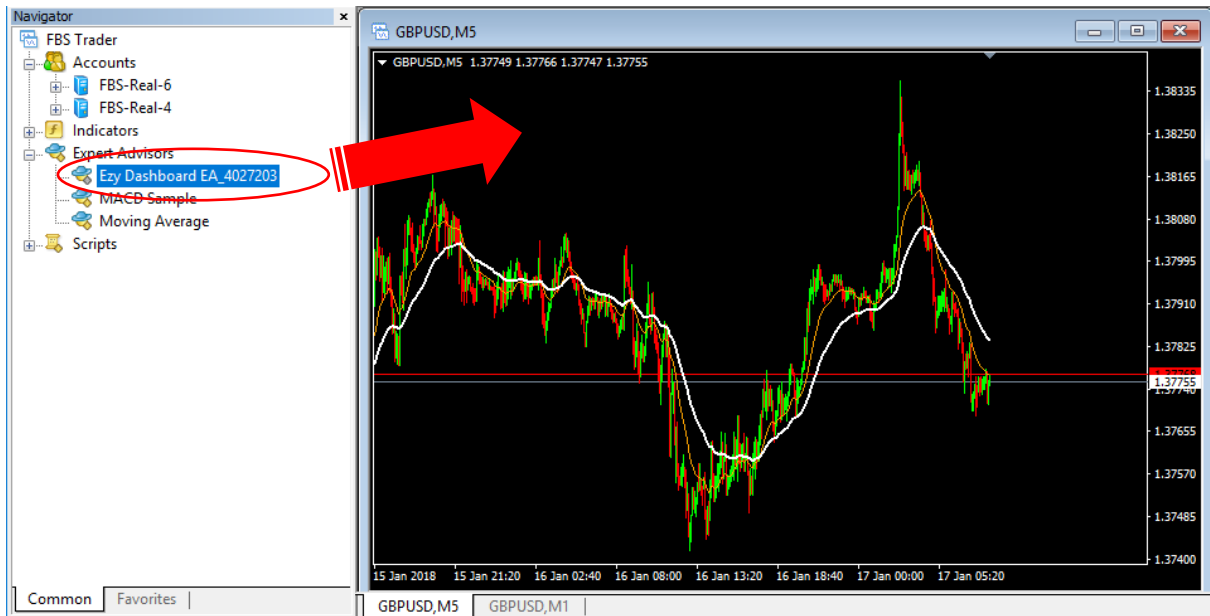 Navigator
FBS Trader
Accounts
FBS-Real-6
FBS-Real-4
Indicators
Expert Advisors
Ezy Dashboard EA_4027203
MACD Sample
Moving Average
Scripts
Common
Favorites
GBPUSD,M5
GBPUSD,M5 1.37749 1.37766 1.37747 1.37755
1.38335
1.38250
1.38165
1.38080
1.37995
1.37910
1.37825
1.37768
1.37755
1.37740
1.37655
1.37570
1.37485
1.37400
15 Jan 2018 15 Jan 21:20 16 Jan 02:40 16 Jan 08:00 16 Jan 13:20 16 Jan 18:40 17 Jan 00:00 17 Jan 05:20
GBPUSD,M5 GBPUSD,M1